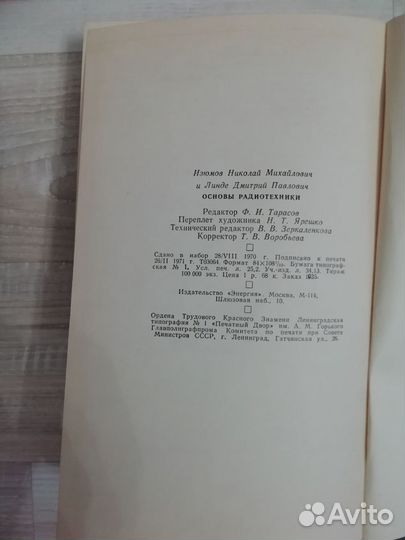 Изюмов Николай Михайлович
и Линде Дмитрий Павлович
ОСНОВЫ РАДИОТЕХНИКИ
Редактор Ф. И. Тарасов
Переплет художника Н. Т. Ярешко
Технический редактор В. В. Зеркаленкова
Корректор Т. В. Воробьева
Сдано в набор 28/VIII 1970 г. Подписано к печати
26/II 1971 г. Т03064. Формат 84×108 1/32. Бумага типограф-
ская № 1. Усл. печ. л. 25,2. Уч.-изд. л. 34,13. Тираж
100 000 экз. Цена 1 р. 68 к. Заказ
Издательство «Энергия». Москва, М-114,
Шлюзовая наб., 10.
Ордена Трудового Красного Знамени Ленинградская
типография № 1 «Печатный Двор» им. А. М. Горького
Главполиграфпрома Комитета по печати при Совете
Министров СССР, г. Ленинград, Гатчинская ул., 26.
Avito